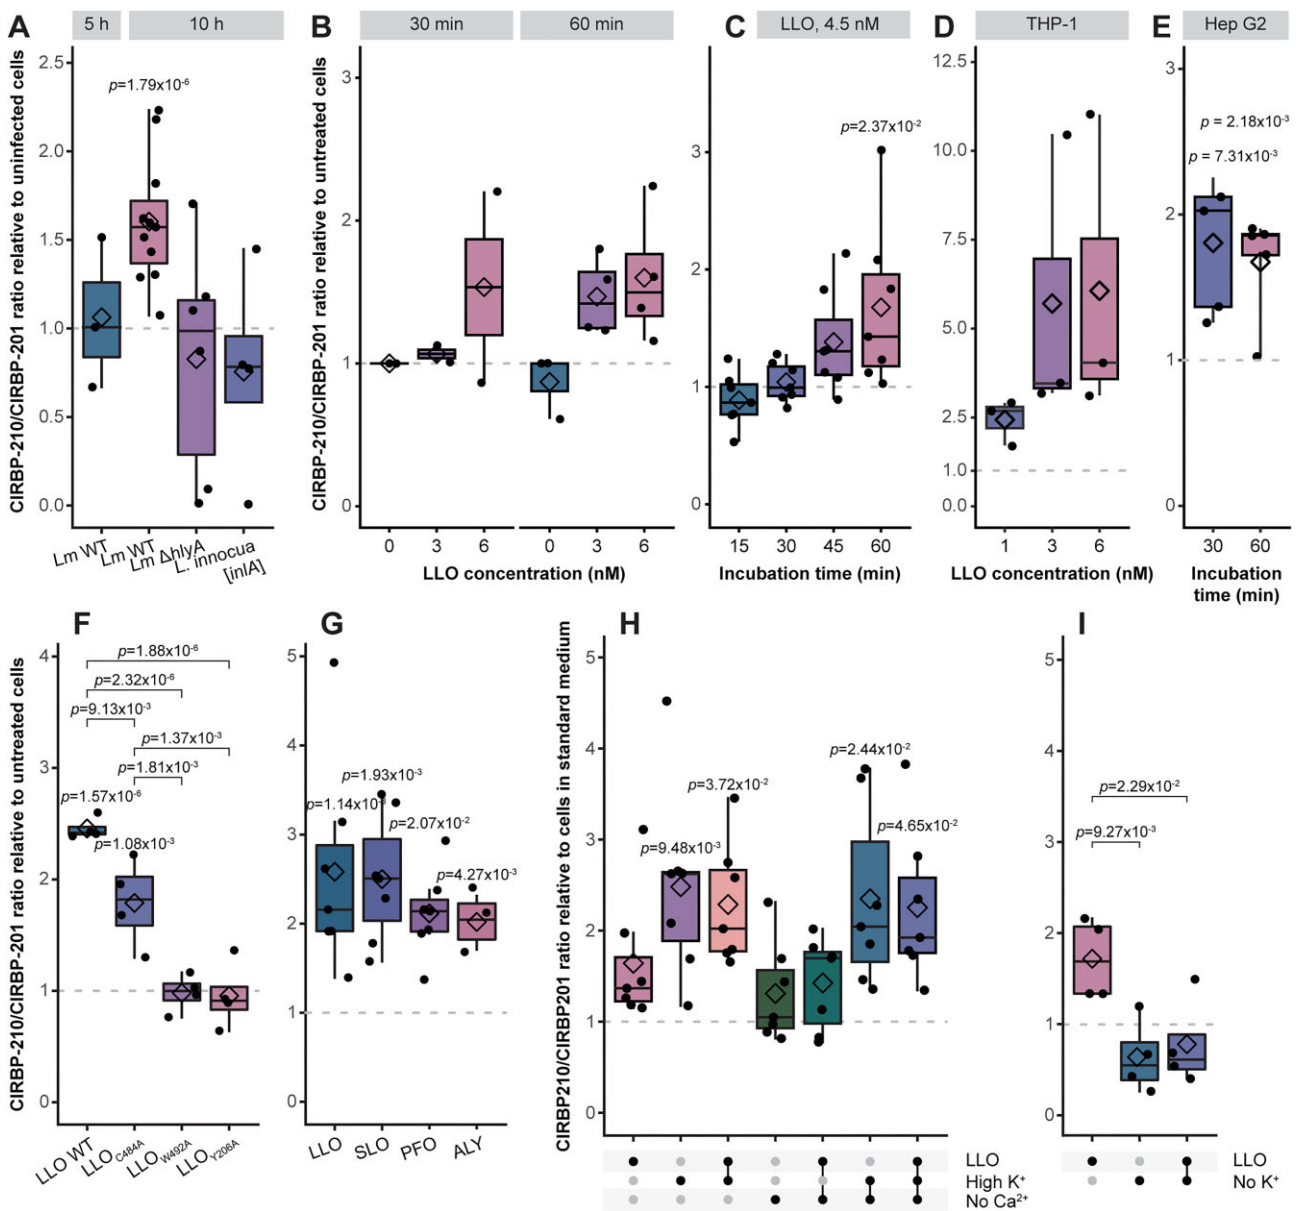 A
5 h
10 h
CIRBP-210/CIRBP-201 ratio relative to uninfected cells
2.5
2.0
1.5
1.0
0.5
0.0
p=1.79x10-6
Lm WT
Lm WT
Lm ΔhlyA
L. innocua
[inlA]
B
30 min
60 min
CIRBP-210/CIRBP-201 ratio relative to untreated cells
3
2
1
0
0
3
6
0
3
6
LLO concentration (nM)
C
LLO, 4.5 nM
3
2
1
0
p=2.37x10-2
15
30
45
60
Incubation time (min)
D
THP-1
12.5
10.0
7.5
5.0
2.5
1.0
0.0
1
3
6
LLO concentration (nM)
E
Hep G2
3
2
1
0
p = 2.18x10-3
p = 7.31x10-3
30
60
Incubation
time (min)
F
CIRBP-210/CIRBP-201 ratio relative to untreated cells
4
3
2
1
0
p=1.88x10-6
p=2.32x10-6
p=9.13x10-3
p=1.37x10-3
p=1.81x10-3
p=1.57x10-6
p=1.08x10-3
LLO WT
LLOC484A
LLOW492A
LLOY206A
G
5
4
3
2
1
0
p=1.93x10-3
p=1.14x10
p=2.07x10-2
p=4.27x10-3
LLO
SLO
PFO
ALY
H
CIRBP210/CIRBP201 ratio relative to cells in standard medium
5
4
3
2
1
0
p=2.44x10-2
p=3.72x10-2
p=4.65x10-2
p=9.48x10-3
LLO
High K+
No Ca2+
I
5
4
3
2
1
0
p=2.29x10-2
p=9.27x10-3
LLO
No K+